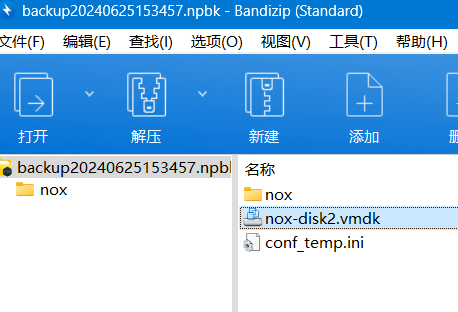 backup20240625153457.npbk - Bandizip (Standard)
文件(F) 编辑(E) 查找(I) 选项(O) 视图(V) 工具(T) 帮助(H)
打开 解压 新建 添加
backup20240625153457.npbk
nox
名称
nox
nox-disk2.vmdk
conf_temp.ini